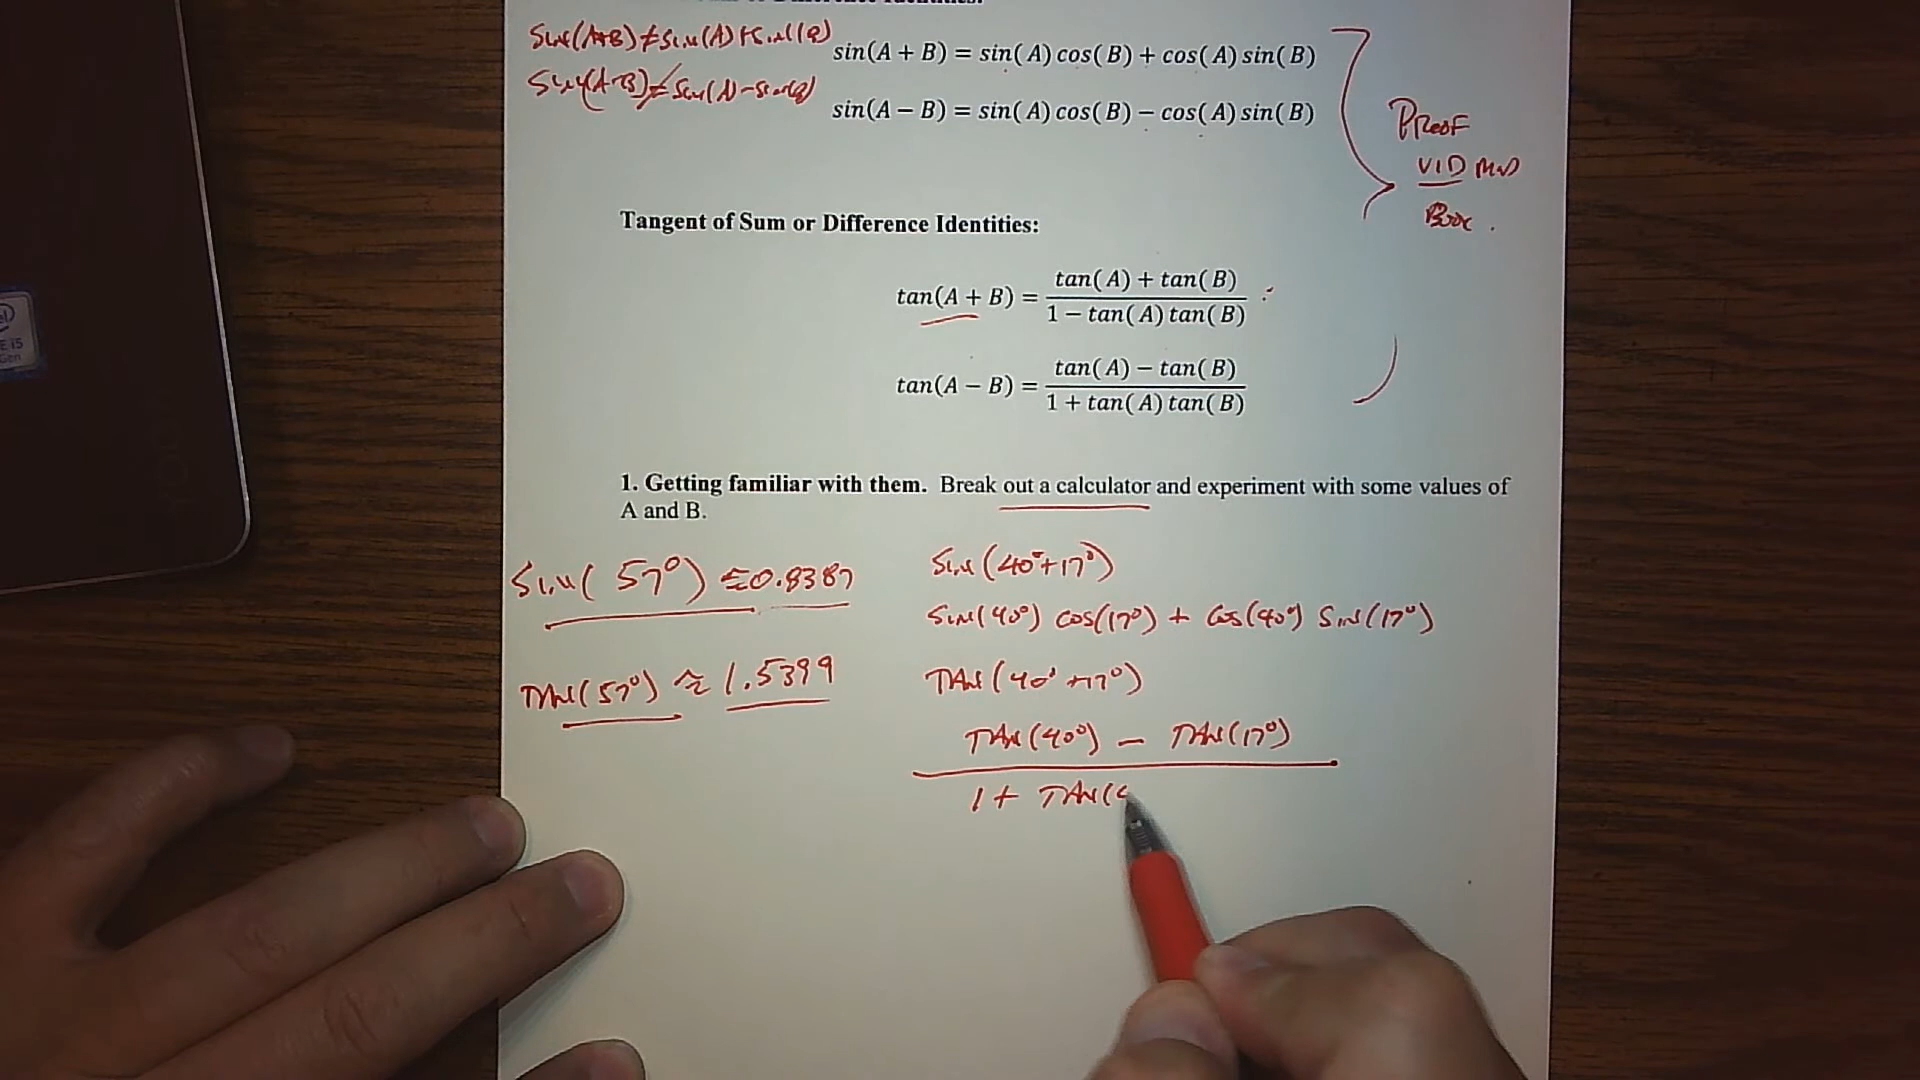 Sin(A+B) ≠ Sin(A) + Sin(B)
sin(A + B) = sin(A) cos(B) + cos(A) sin(B)
Sin(A-B) ≠ Sin(A) - Sin(B)
sin(A − B) = sin(A) cos(B) − cos(A) sin(B)
PROOF
VID
Tangent of Sum or Difference Identities:
tan(A + B) = tan(A) + tan(B) / 1 − tan(A) tan(B)
tan(A − B) = tan(A) − tan(B) / 1 + tan(A) tan(B)
1. Getting familiar with them. Break out a calculator and experiment with some values of
A and B.
Sin(57°) ≈ 0.8387
Sin(40°+17°)
Sin(40°) Cos(17°) + Cos(40°) Sin(17°)
TAN(57°) ≈ 1.5399
TAN(40°+17°)
TAN(40°) − TAN(17°)
1 + TAN(
E i5
Gen